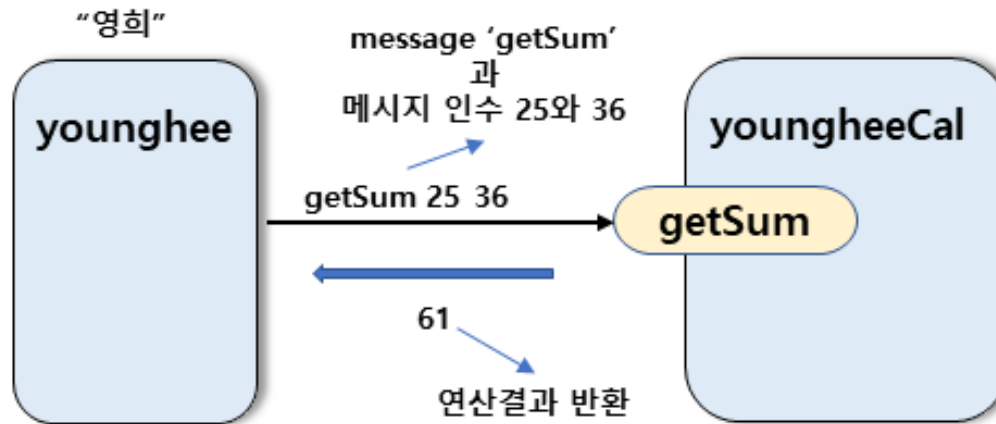 “영희”
message ‘getSum’
과
메시지 인수 25와 36
younghee
youngheeCal
getSum 25 36
getSum
61
연산결과 반환